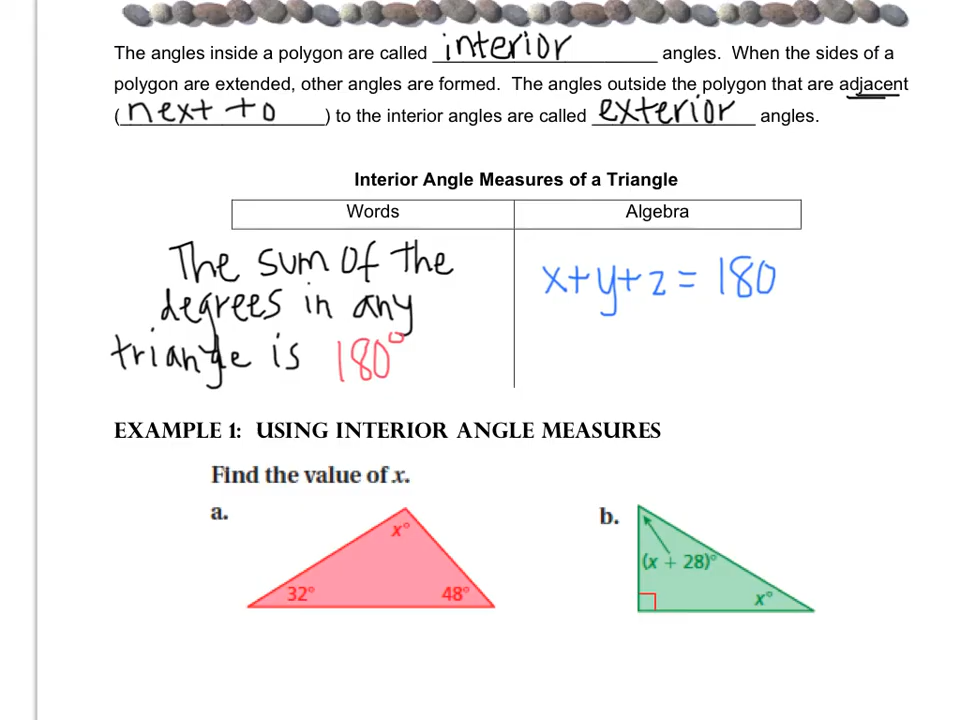 The angles inside a polygon are called interior angles. When the sides of a
polygon are extended, other angles are formed. The angles outside the polygon that are adjacent
(next to) to the interior angles are called exterior angles.
Interior Angle Measures of a Triangle
Words
Algebra
The sum of the
degrees in any
triangle is 180°
x+y+z = 180
EXAMPLE 1: USING INTERIOR ANGLE MEASURES
Find the value of x.
a.
x°
32°
48°
b.
(x + 28)°
x°